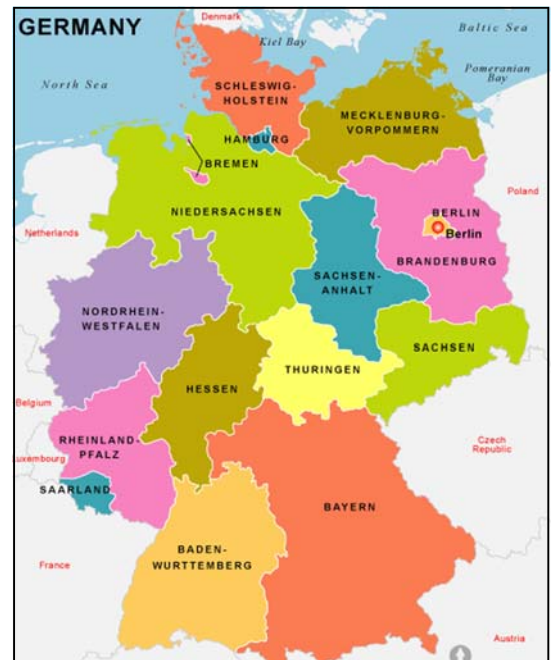 GERMANY
Denmark
Kiel Bay
Baltic Sea
Pomeranian
Bay
North Sea
SCHLESWIG-
HOLSTEIN
MECKLENBURG-
VORPOMMERN
HAMBURG
BREMEN
Poland
NIEDERSACHSEN
BERLIN
Berlin
Netherlands
BRANDENBURG
SACHSEN-
ANHALT
NORDRHEIN-
WESTFALEN
SACHSEN
THURINGEN
HESSEN
Belgium
RHEINLAND-
PFALZ
Czech
Republic
Luxembourg
SAARLAND
BAYERN
BADEN-
WURTTEMBERG
France
Austria